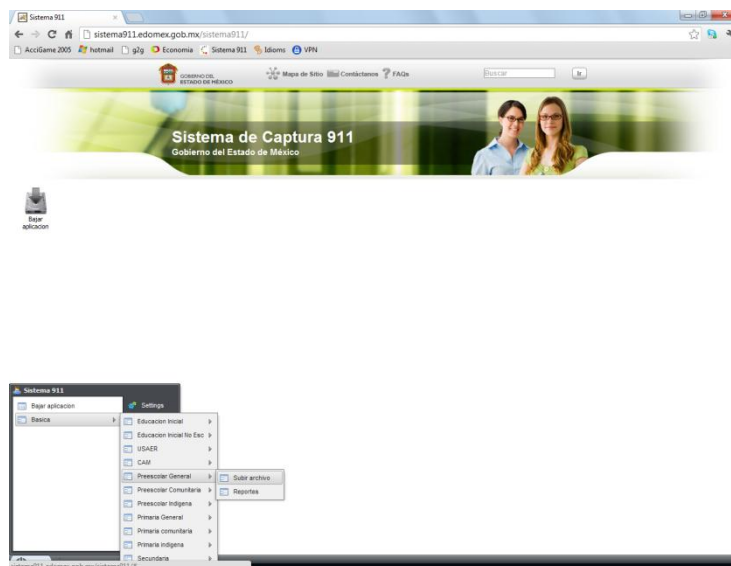 Sistema 911
sistema911.edomex.gob.mx/sistema911/
AcciGame 2005 hotmail g2g Economia Sistema 911 Idioms VPN
GOBIERNO DEL
ESTADO DE MÉXICO
Mapa de Sitio Contáctanos FAQs
Buscar
Ir
Sistema de Captura 911
Gobierno del Estado de México
Bajar
aplicacion
Sistema 911
Bajar aplicacion
Settings
Basica
Educacion Inicial
Educacion Inicial No Esc
USAER
CAM
Preescolar General
Subir archivo
Preescolar Comunitaria
Reportes
Preescolar Indigena
Primaria General
Primaria comunitaria
Primaria indigena
Secundaria